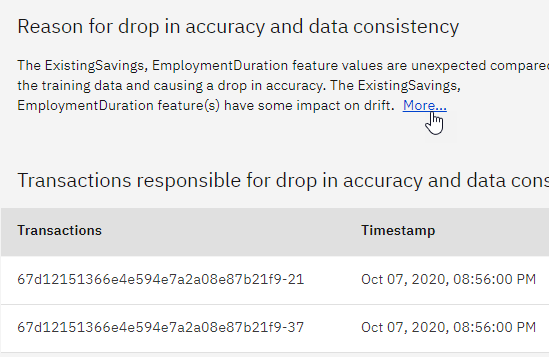 Reason for drop in accuracy and data consistency
The ExistingSavings, EmploymentDuration feature values are unexpected compared
the training data and causing a drop in accuracy. The ExistingSavings,
EmploymentDuration feature(s) have some impact on drift. More...
Transactions responsible for drop in accuracy and data cons
Transactions Timestamp
67d12151366e4e594e7a2a08e87b21f9-21 Oct 07, 2020, 08:56:00 PM
67d12151366e4e594e7a2a08e87b21f9-37 Oct 07, 2020, 08:56:00 PM